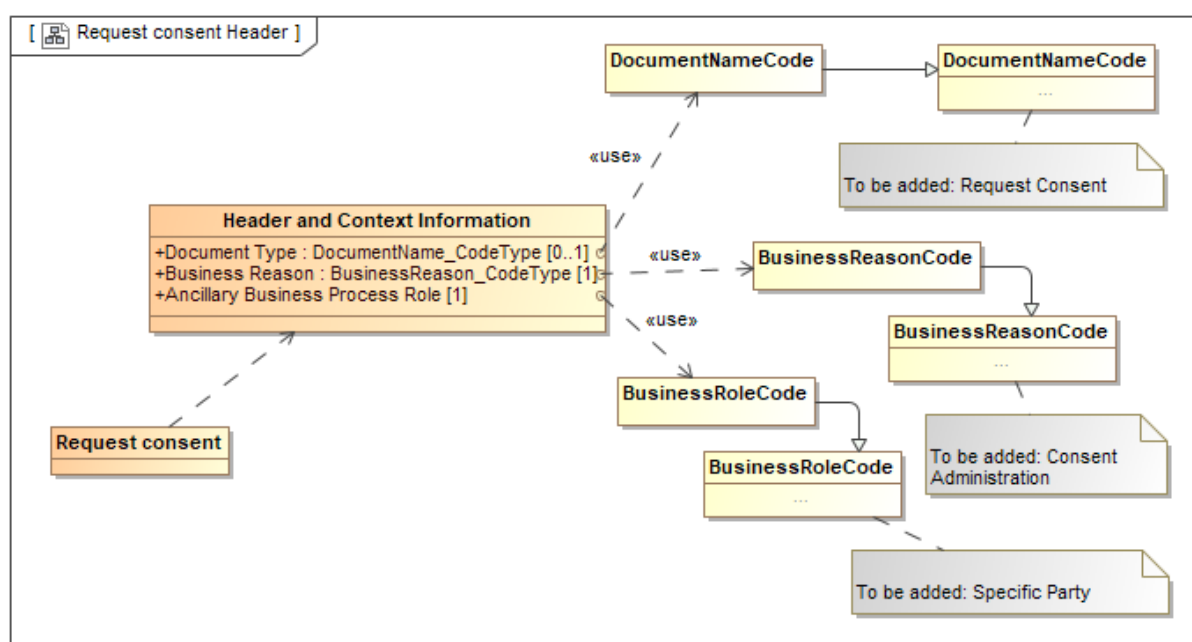 [ Request consent Header ]
DocumentNameCode
DocumentNameCode
...
«use»
To be added: Request Consent
Header and Context Information
+Document Type : DocumentName_CodeType [0..1]
+Business Reason : BusinessReason_CodeType [1]
+Ancillary Business Process Role [1]
«use»
BusinessReasonCode
«use»
BusinessReasonCode
...
BusinessRoleCode
Request consent
To be added: Consent
Administration
BusinessRoleCode
...
To be added: Specific Party